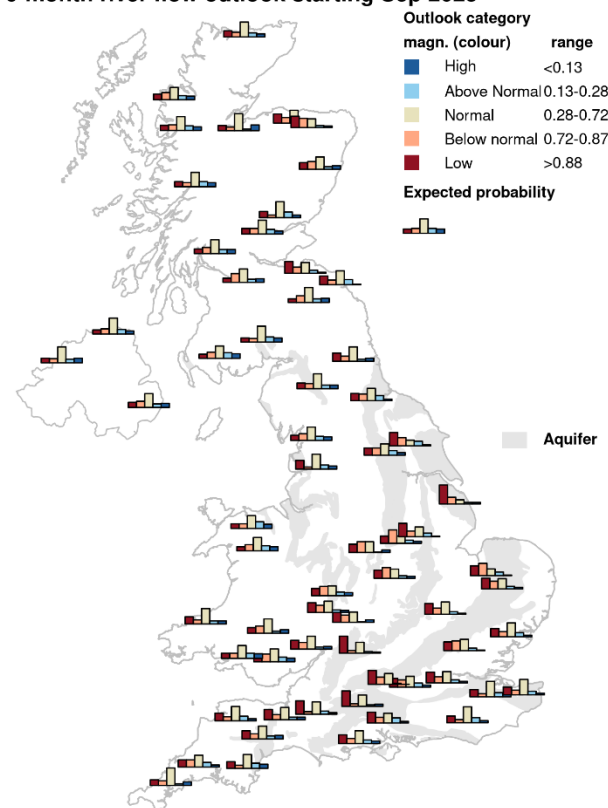 Outlook category
magn. (colour) range
High <0.13
Above Normal 0.13-0.28
Normal 0.28-0.72
Below normal 0.72-0.87
Low >0.88
Expected probability
Aquifer